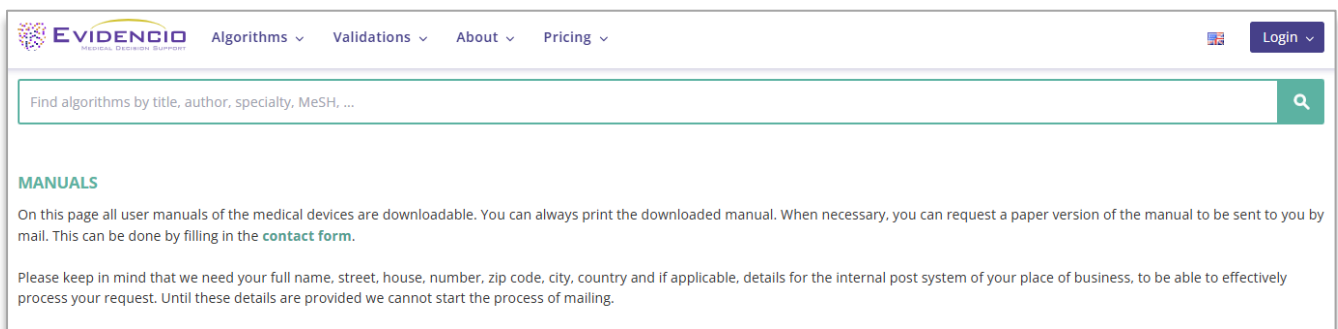 EVIDENCIO
MEDICAL DECISION SUPPORT
Algorithms Validations About Pricing Login
Find algorithms by title, author, specialty, MeSH, ...
MANUALS
On this page all user manuals of the medical devices are downloadable. You can always print the downloaded manual. When necessary, you can request a paper version of the manual to be sent to you by
mail. This can be done by filling in the contact form.
Please keep in mind that we need your full name, street, house, number, zip code, city, country and if applicable, details for the internal post system of your place of business, to be able to effectively
process your request. Until these details are provided we cannot start the process of mailing.